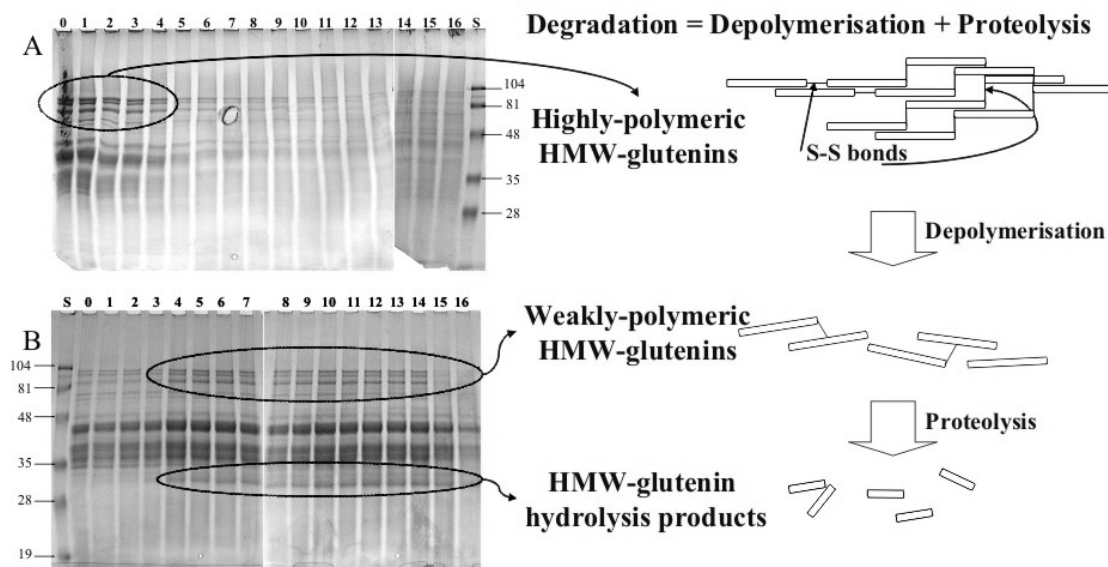 Degradation = Depolymerisation + Proteolysis
A
0 1 2 3 4 5 6 7 8 9 10 11 12 13 14 15 16 S
104
81
48
35
28
Highly-polymeric
HMW-glutenins
S-S bonds
Depolymerisation
B
S 0 1 2 3 4 5 6 7 8 9 10 11 12 13 14 15 16
104
81
48
35
28
19
Weakly-polymeric
HMW-glutenins
Proteolysis
HMW-glutenin
hydrolysis products